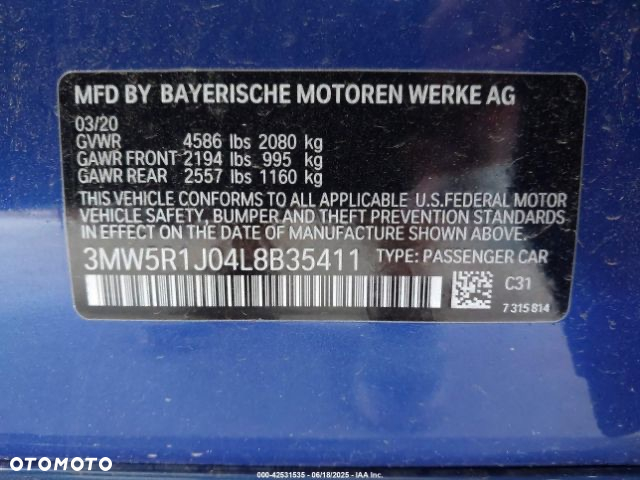 MFD BY BAYERISCHE MOTOREN WERKE AG
03/20
GVWR 4586 lbs 2080 kg
GAWR FRONT 2194 lbs 995 kg
GAWR REAR 2557 lbs 1160 kg
THIS VEHICLE CONFORMS TO ALL APPLICABLE U.S.FEDERAL MOTOR
VEHICLE SAFETY, BUMPER AND THEFT PREVENTION STANDARDS
IN EFFECT ON THE DATE OF MANUFACTURE SHOWN ABOVE.
3MW5R1J04L8B35411 TYPE: PASSENGER CAR
C31
7315814
OTOMOTO
000-42531535 06/18/2025 IAA Inc.